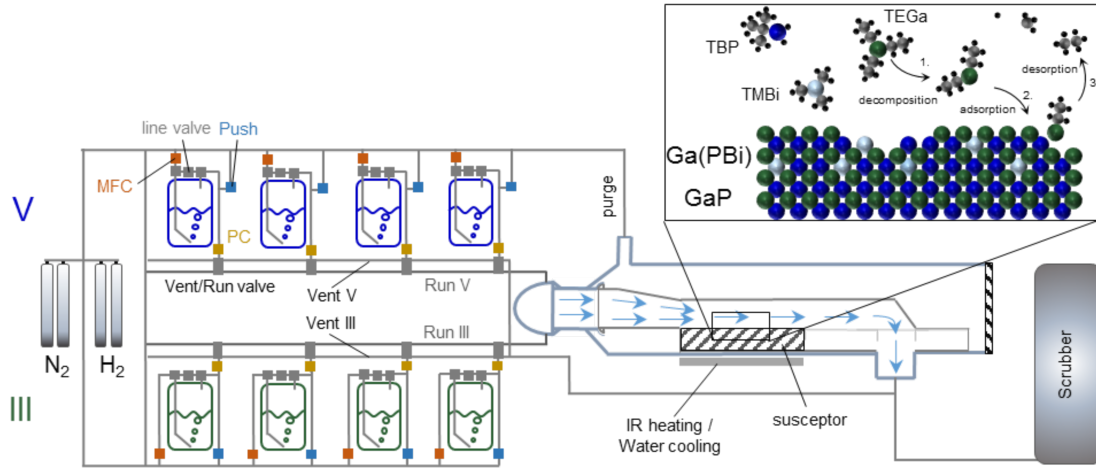 TEGa
TBP
1.
desorption
3.
TMBi
decomposition
2.
adsorption
Ga(PBi)
GaP
line valve
Push
MFC
V
purge
PC
Vent/Run valve
Vent V
Run V
Vent III
Run III
N2
H2
III
IR heating /
Water cooling
susceptor
Scrubber